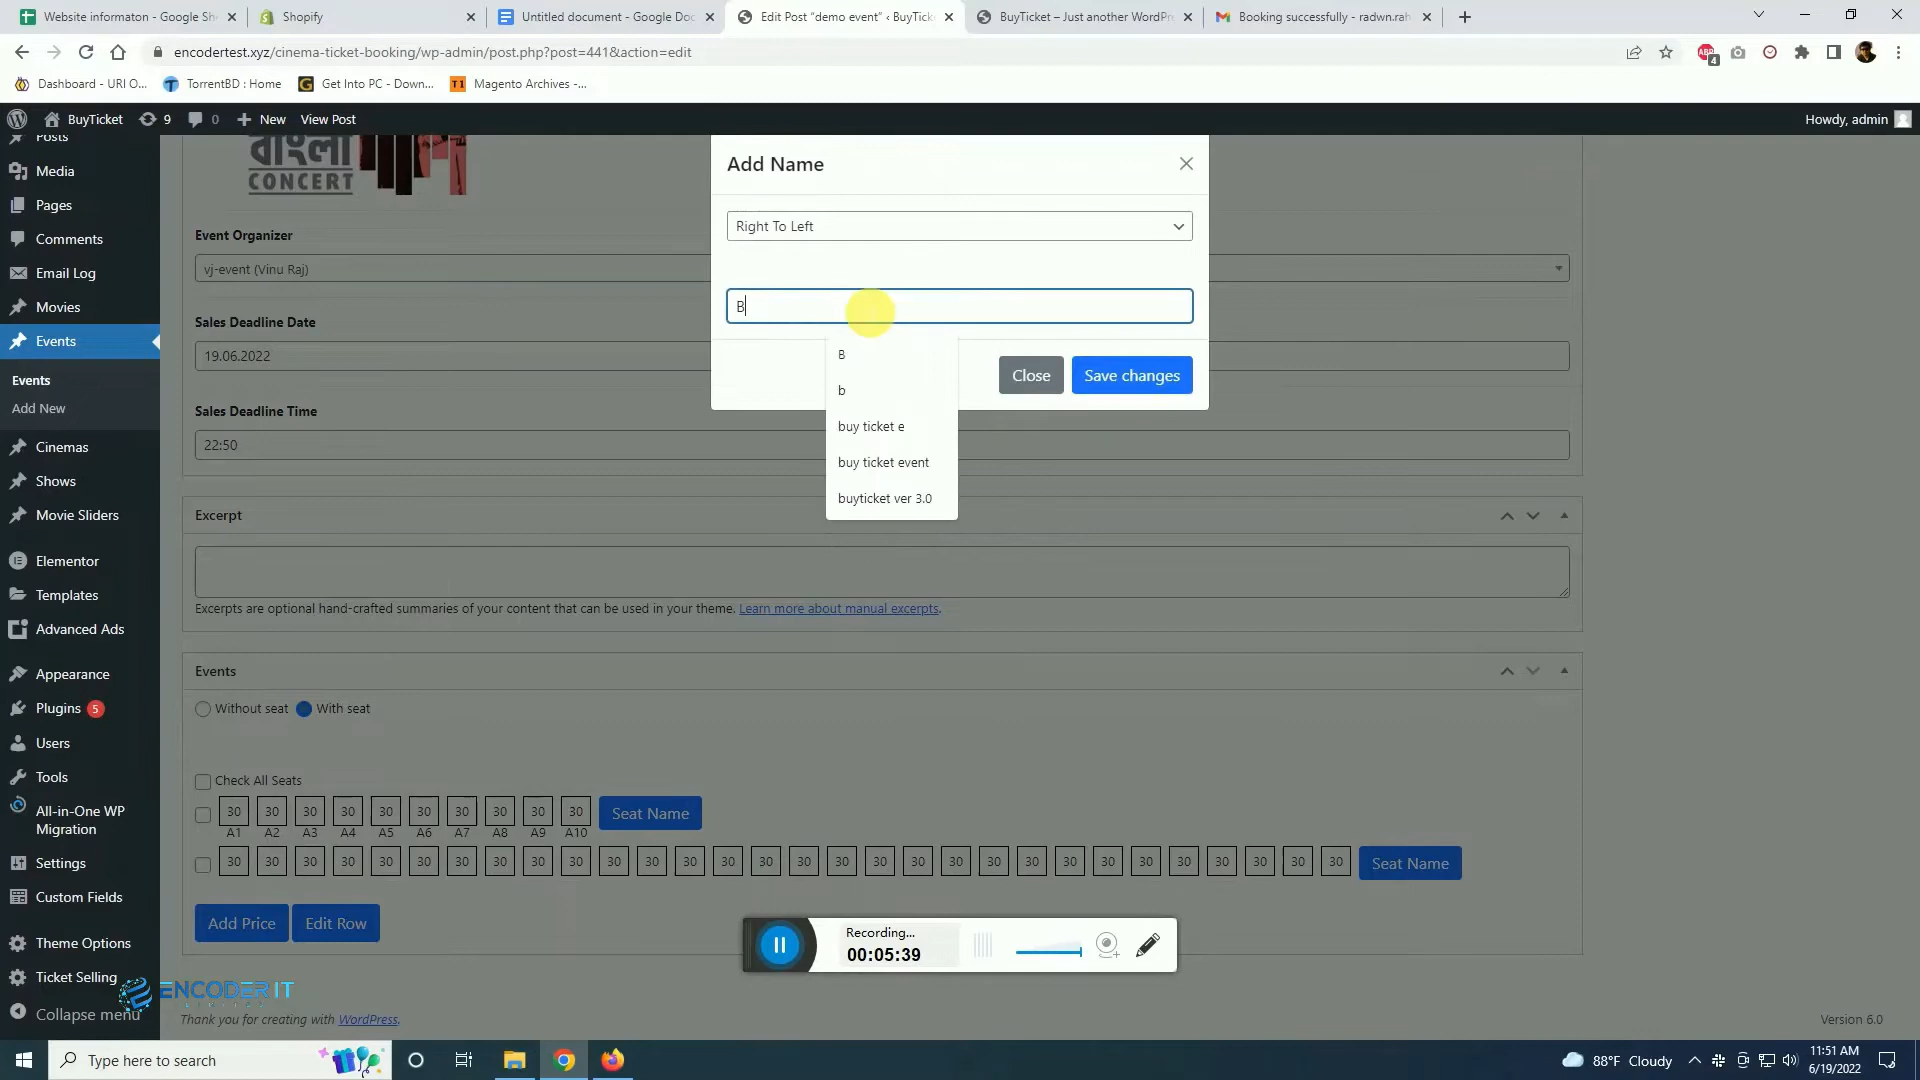 Website informaton - Google She
Shopify
Untitled document - Google Doc
Edit Post “demo event” ‹ BuyTick
BuyTicket – Just another WordPr
Booking successfully - radwn.rah
encodertest.xyz/cinema-ticket-booking/wp-admin/post.php?post=441&action=edit
ABP
4
Dashboard - URI O...
TorrentBD : Home
Get Into PC - Down...
T1
Magento Archives -...
BuyTicket
9
0
New
View Post
Howdy, admin
Posts
Media
Pages
Comments
Email Log
Movies
Events
Events
Add New
Cinemas
Shows
Movie Sliders
Elementor
Templates
Advanced Ads
Appearance
Plugins 5
Users
Tools
All-in-One WP
Migration
Settings
Custom Fields
Theme Options
Ticket Selling
Collapse menu
বাংলা
CONCERT
Event Organizer
vj-event (Vinu Raj)
Sales Deadline Date
19.06.2022
Sales Deadline Time
22:50
Add Name
Right To Left
B
Close
Save changes
B
b
buy ticket e
buy ticket event
buyticket ver 3.0
Excerpt
Excerpts are optional hand-crafted summaries of your content that can be used in your theme. Learn more about manual excerpts.
Events
Without seat With seat
Check All Seats
30 30 30 30 30 30 30 30 30 30 Seat Name
A1 A2 A3 A4 A5 A6 A7 A8 A9 A10
30 30 30 30 30 30 30 30 30 30 30 30 30 30 30 30 30 30 30 30 30 30 30 30 30 30 30 30 30 30 Seat Name
Add Price Edit Row
Recording...
00:05:39
ENCODER IT
Thank you for creating with WordPress.
Version 6.0
Type here to search
88°F Cloudy
11:51 AM
6/19/2022